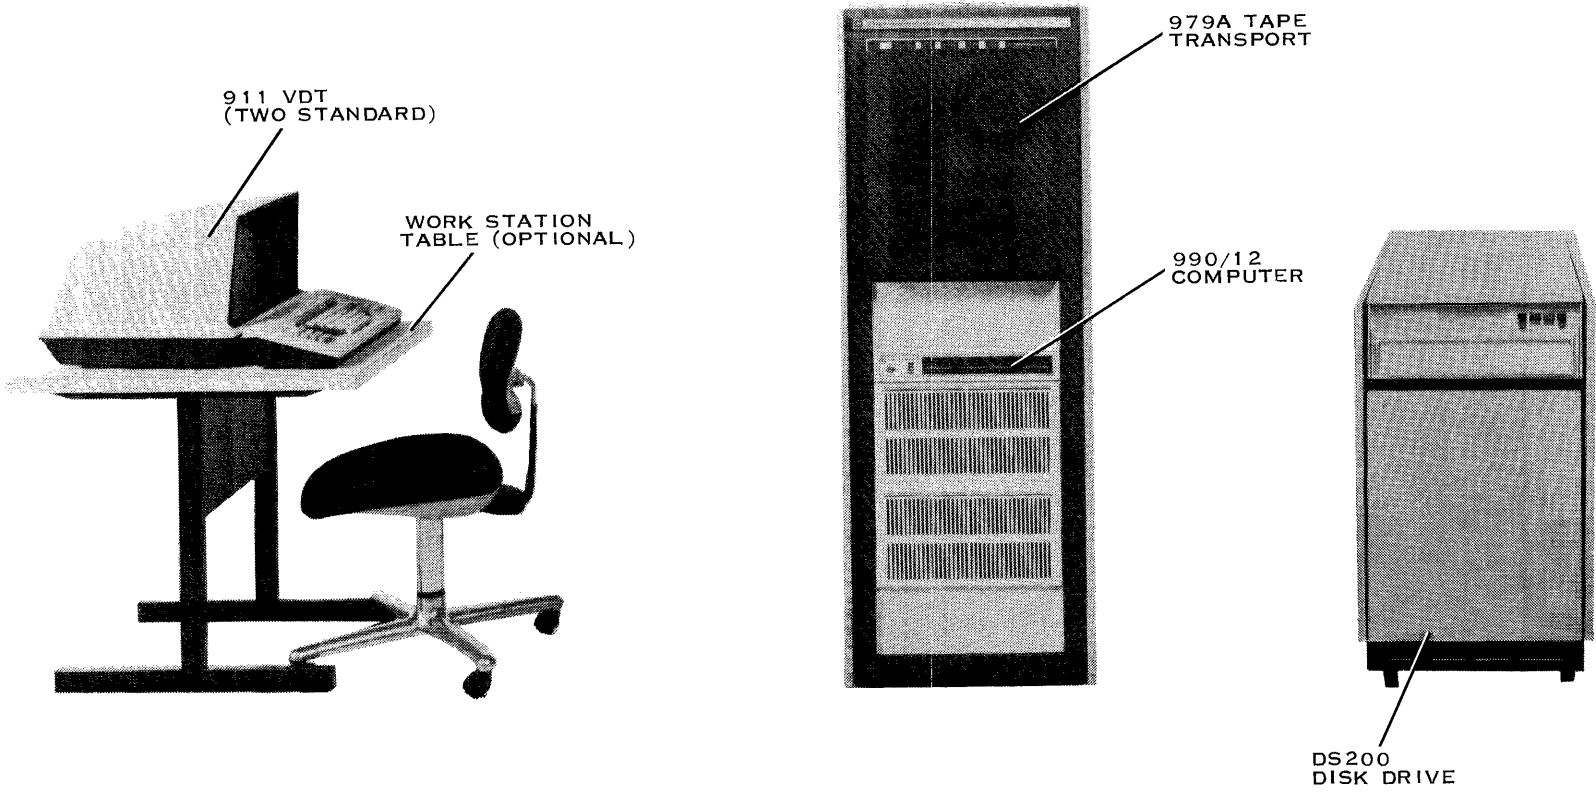 911 VDT
(TWO STANDARD)
WORK STATION
TABLE (OPTIONAL)
979A TAPE
TRANSPORT
990/12
COMPUTER
DS200
DISK DRIVE